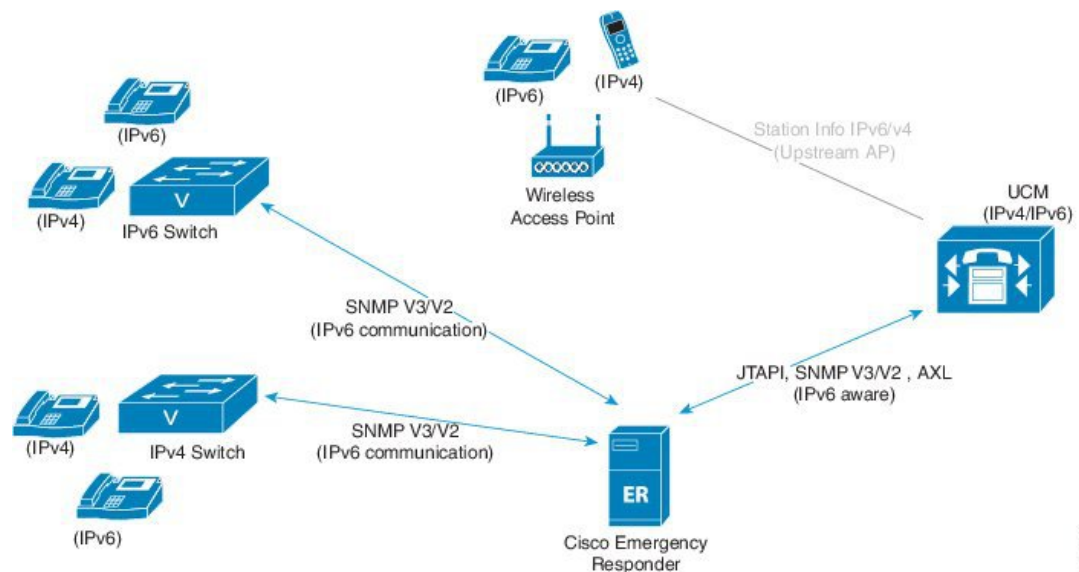 (IPv6)
(IPv4)
(IPv6)
Station Info IPv6/v4
(Upstream AP)
(IPv4)
V
IPv6 Switch
Wireless
Access Point
UCM
(IPv4/IPv6)
SNMP V3/V2
(IPv6 communication)
JTAPI, SNMP V3/V2 , AXL
(IPv6 aware)
(IPv4)
V
IPv4 Switch
SNMP V3/V2
(IPv6 communication)
(IPv6)
ER
Cisco Emergency
Responder